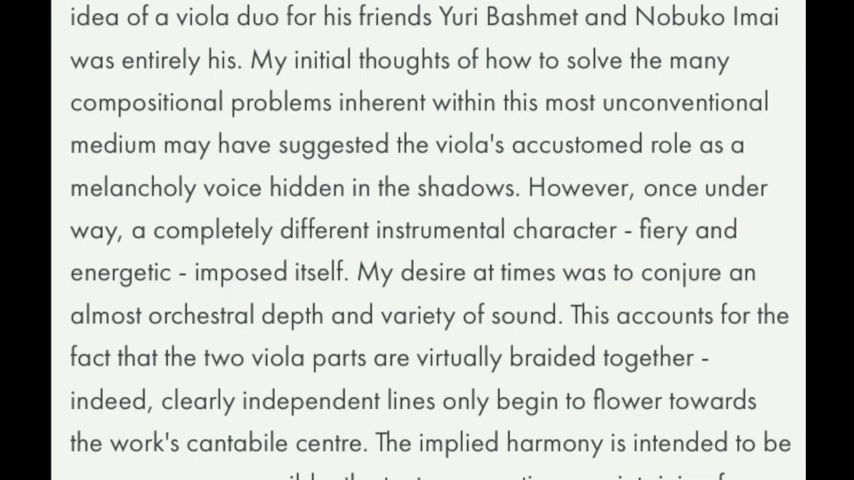 idea of a viola duo for his friends Yuri Bashmet and Nobuko Imai
was entirely his. My initial thoughts of how to solve the many
compositional problems inherent within this most unconventional
medium may have suggested the viola's accustomed role as a
melancholy voice hidden in the shadows. However, once under
way, a completely different instrumental character - fiery and
energetic - imposed itself. My desire at times was to conjure an
almost orchestral depth and variety of sound. This accounts for the
fact that the two viola parts are virtually braided together -
indeed, clearly independent lines only begin to flower towards
the work's cantabile centre. The implied harmony is intended to be